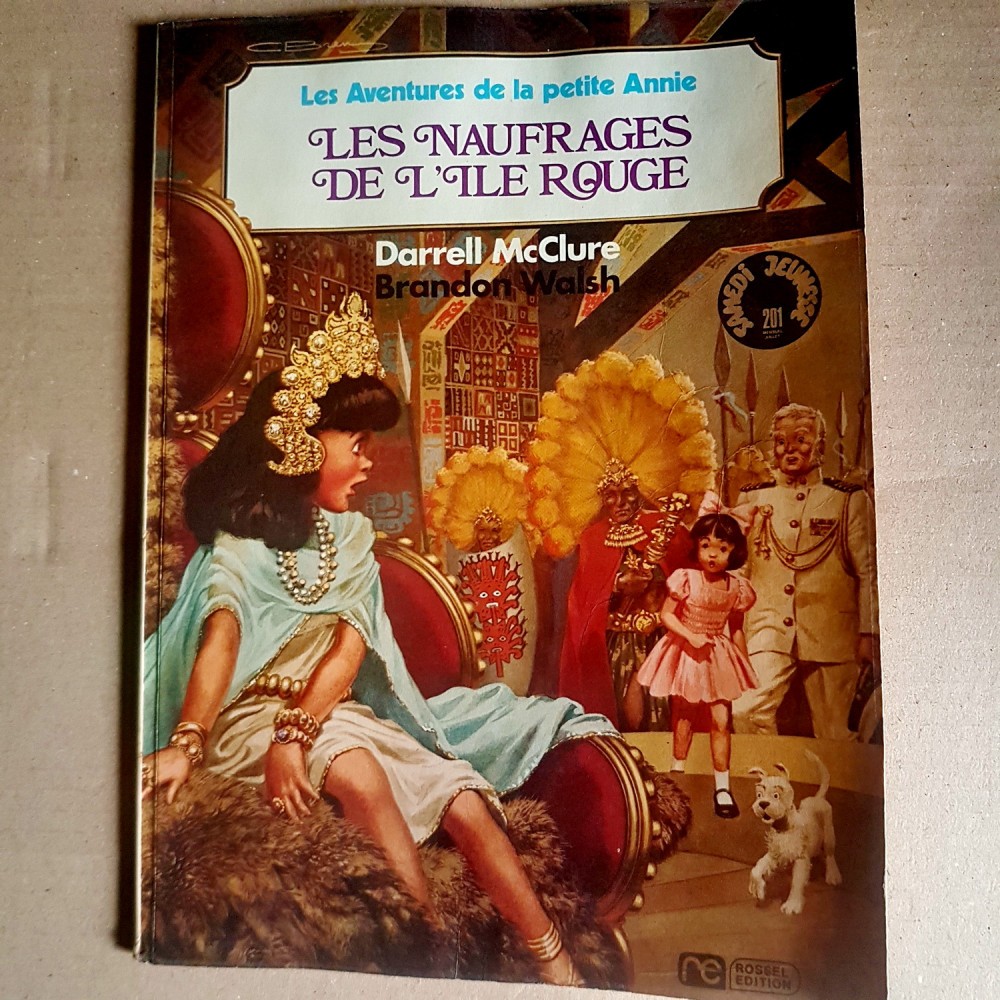 Les Aventures de la petite Annie
LES NAUFRAGES
DE L'ILE ROUGE
Darrell McClure
Brandon Walsh
SAMEDI JEUNESSE
201
re
ROSSEL
EDITION